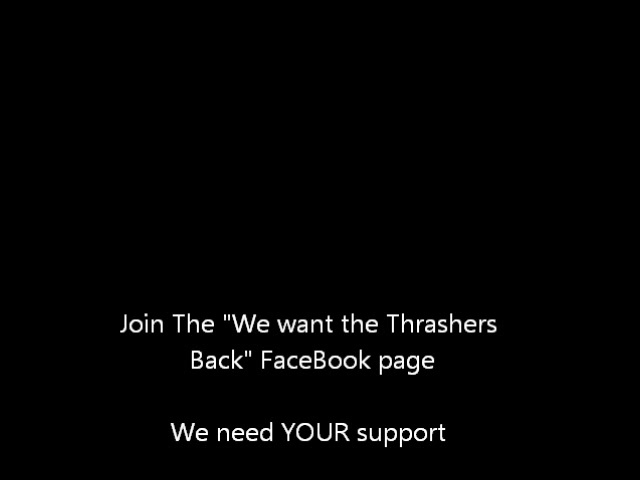 Join The "We want the Thrashers
Back" FaceBook page
We need YOUR support